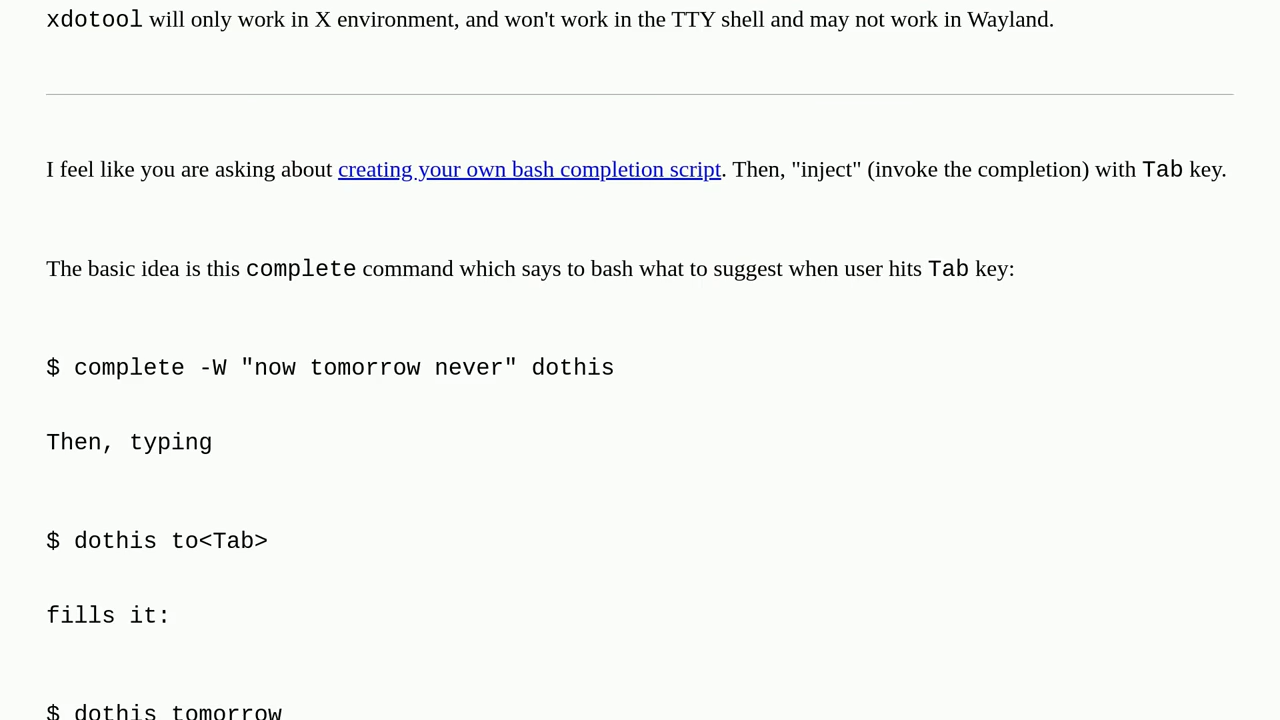 xdotool will only work in X environment, and won't work in the TTY shell and may not work in Wayland.
I feel like you are asking about creating your own bash completion script. Then, "inject" (invoke the completion) with Tab key.
The basic idea is this complete command which says to bash what to suggest when user hits Tab key:
$ complete -W "now tomorrow never" dothis
Then, typing
$ dothis to<Tab>
fills it:
$ dothis tomorrow